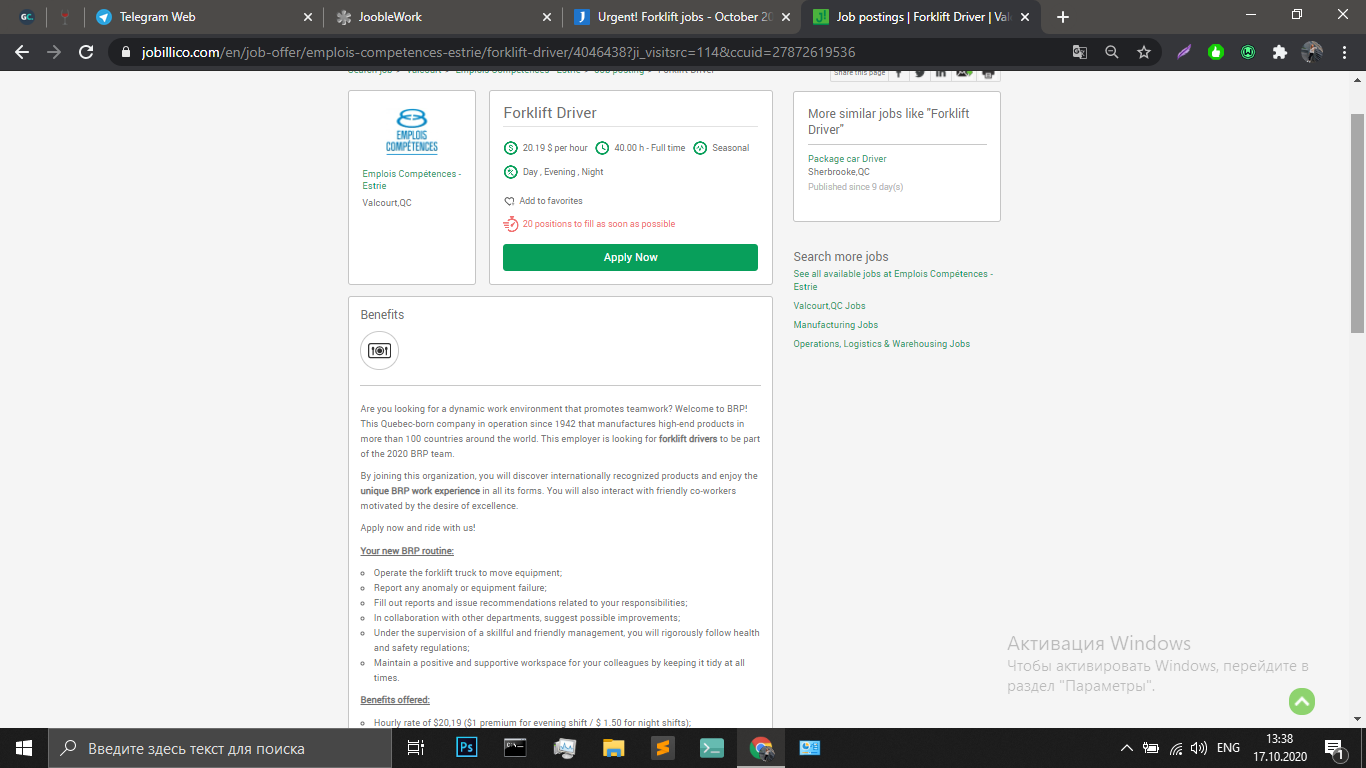 GC
Telegram Web
JoobleWork
Urgent! Forklift jobs - October 20
Job postings | Forklift Driver | Val
jobillico.com/en/job-offer/emplois-competences-estrie/forklift-driver/4046438?ji_visitsrc=114&ccuid=27872619536
Search job > Valcourt > Emplois Compétences - Estrie > Job posting > Forklift Driver
Share this page
EMPLOIS
COMPÉTENCES
Emplois Compétences -
Estrie
Valcourt,QC
Forklift Driver
20.19 $ per hour
40.00 h - Full time
Seasonal
Day , Evening , Night
Add to favorites
20 positions to fill as soon as possible
Apply Now
More similar jobs like "Forklift
Driver"
Package car Driver
Sherbrooke,QC
Published since 9 day(s)
Search more jobs
See all available jobs at Emplois Compétences -
Estrie
Valcourt,QC Jobs
Manufacturing Jobs
Operations, Logistics & Warehousing Jobs
Benefits
Are you looking for a dynamic work environment that promotes teamwork? Welcome to BRP!
This Quebec-born company in operation since 1942 that manufactures high-end products in
more than 100 countries around the world. This employer is looking for forklift drivers to be part
of the 2020 BRP team.
By joining this organization, you will discover internationally recognized products and enjoy the
unique BRP work experience in all its forms. You will also interact with friendly co-workers
motivated by the desire of excellence.
Apply now and ride with us!
Your new BRP routine:
Operate the forklift truck to move equipment;
Report any anomaly or equipment failure;
Fill out reports and issue recommendations related to your responsibilities;
In collaboration with other departments, suggest possible improvements;
Under the supervision of a skillful and friendly management, you will rigorously follow health
and safety regulations;
Maintain a positive and supportive workspace for your colleagues by keeping it tidy at all
times.
Benefits offered:
Hourly rate of $20,19 ($1 premium for evening shift / $ 1.50 for night shifts);
Активация Windows
Чтобы активировать Windows, перейдите в
раздел "Параметры".
Введите здесь текст для поиска
Ps
ENG
13:38
17.10.2020
1